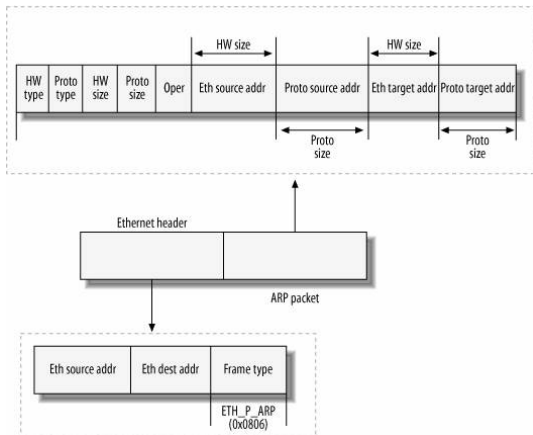 HW size
HW size
HW type
Proto type
HW size
Proto size
Oper
Eth source addr
Proto source addr
Eth target addr
Proto target addr
Proto size
Proto size
Ethernet header
ARP packet
Eth source addr
Eth dest addr
Frame type
ETH_P_ARP
(0x0806)